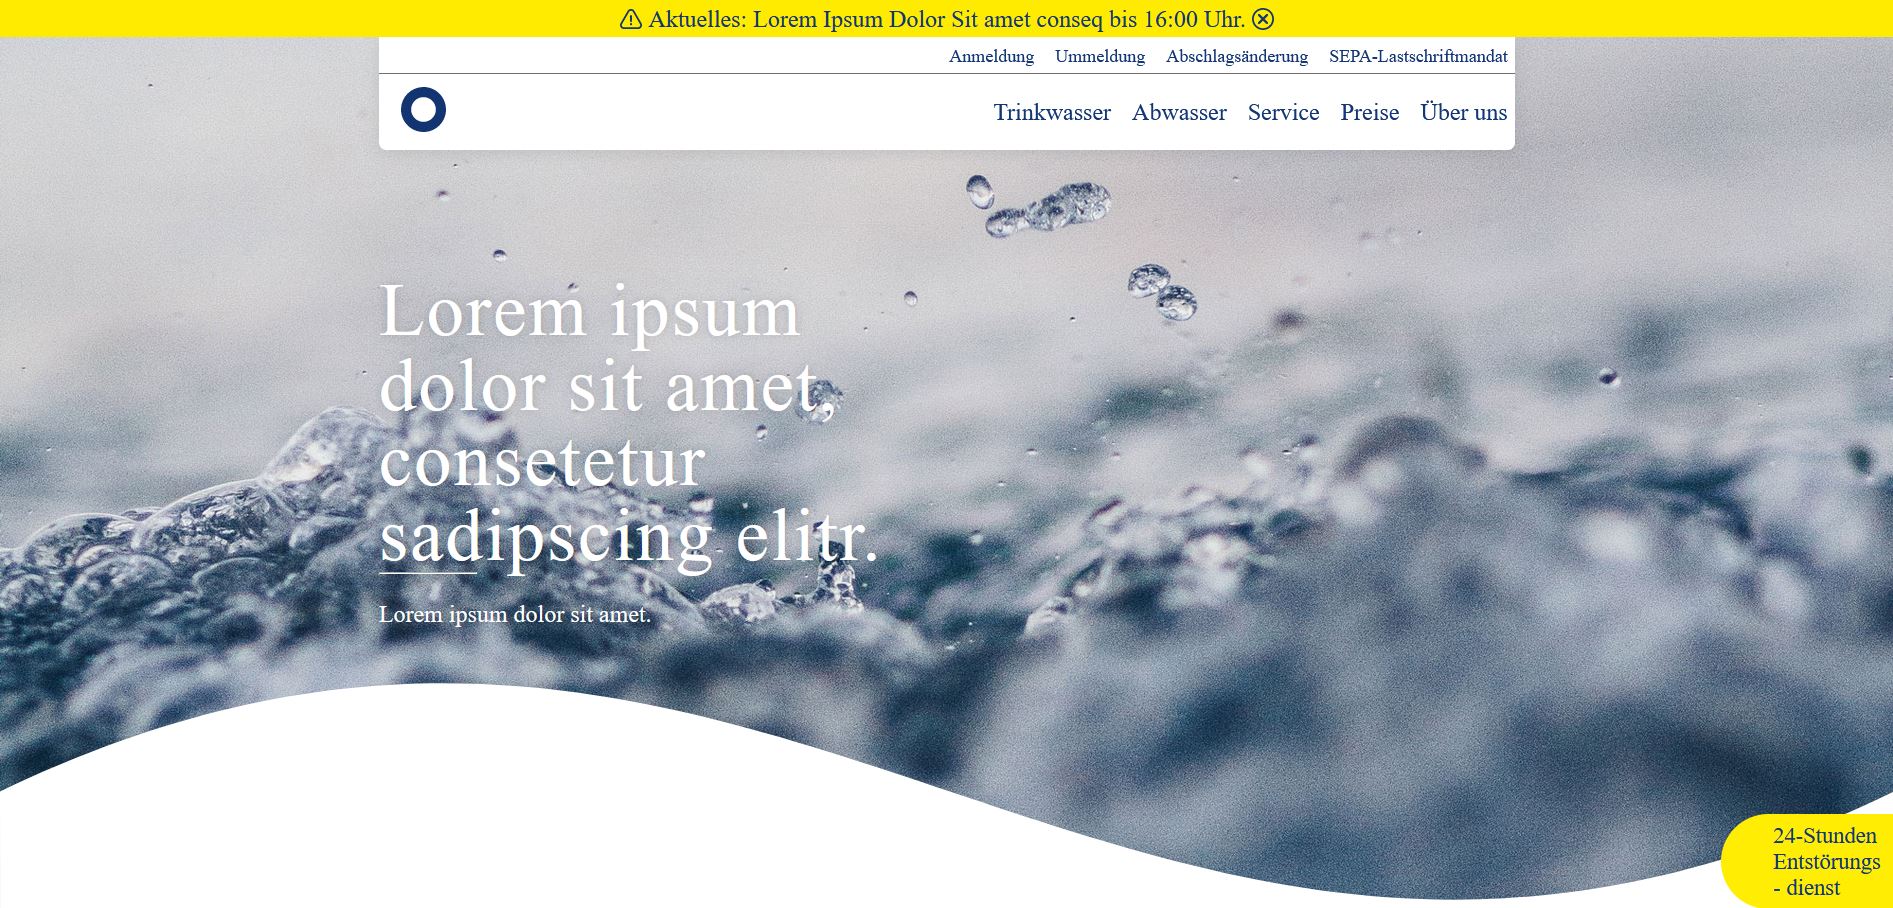 Aktuelles: Lorem Ipsum Dolor Sit amet conseq bis 16:00 Uhr.
Anmeldung Ummeldung Abschlagsänderung SEPA-Lastschriftmandat
Trinkwasser Abwasser Service Preise Über uns
Lorem ipsum
dolor sit amet,
consetetur
sadipscing elitr.
Lorem ipsum dolor sit amet.
24-Stunden
Entstörungs
- dienst